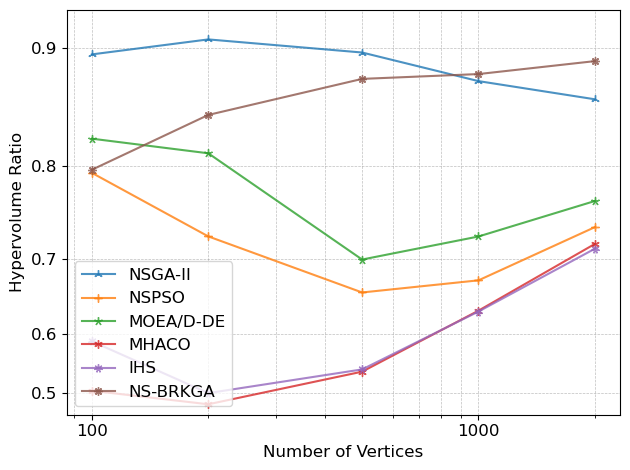 0.9
0.8
0.7
0.6
0.5
Hypervolume Ratio
NSGA-II
NSPSO
MOEA/D-DE
MHACO
IHS
NS-BRKGA
100
1000
Number of Vertices